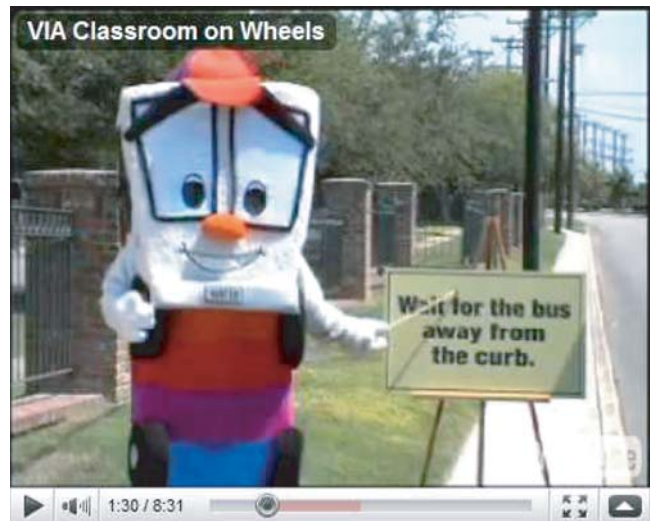 VIA Classroom on Wheels
Wait for the bus
away from
the curb.
1:30 / 8:31